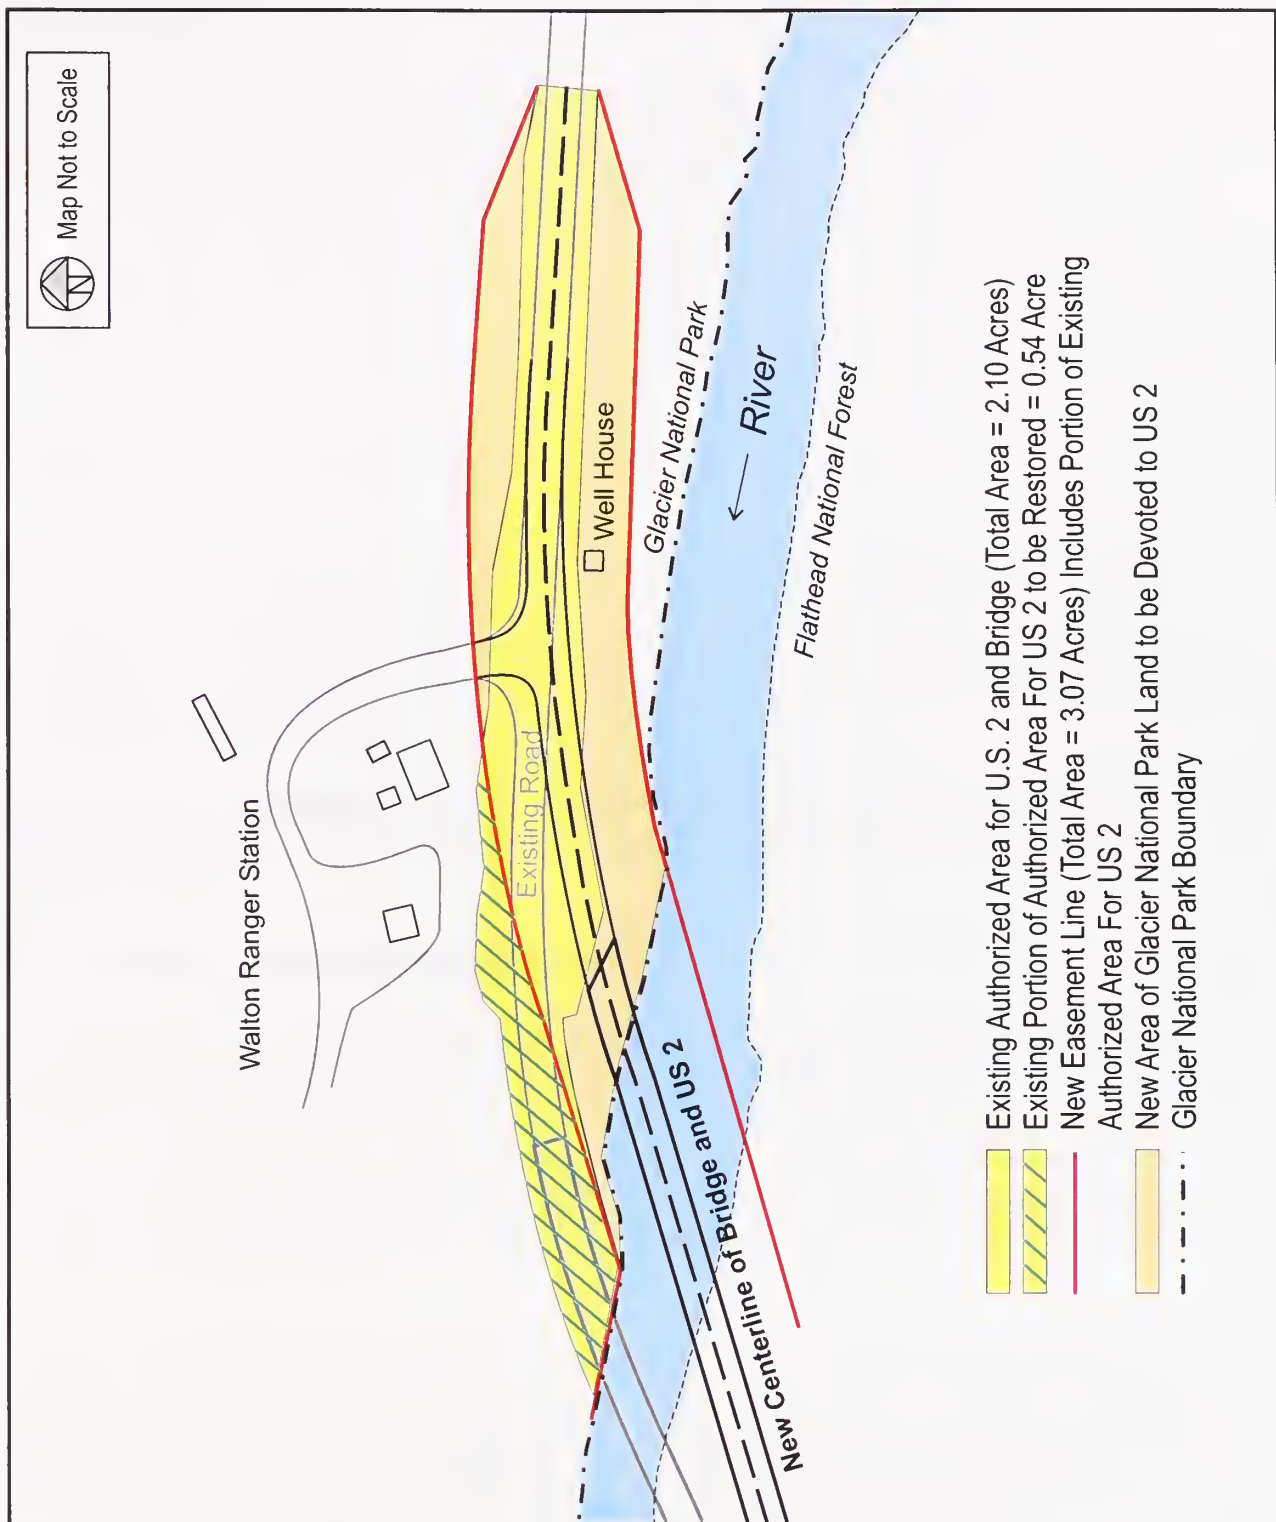 Map Not to Scale
N
Walton Ranger Station
Existing Road
Well House
Glacier National Park
River
Flathead National Forest
New Centerline of Bridge and US 2
Existing Authorized Area for U.S. 2 and Bridge (Total Area = 2.10 Acres)
Existing Portion of Authorized Area For US 2 to be Restored = 0.54 Acre
New Easement Line (Total Area = 3.07 Acres) Includes Portion of Existing
Authorized Area For US 2
New Area of Glacier National Park Land to be Devoted to US 2
Glacier National Park Boundary